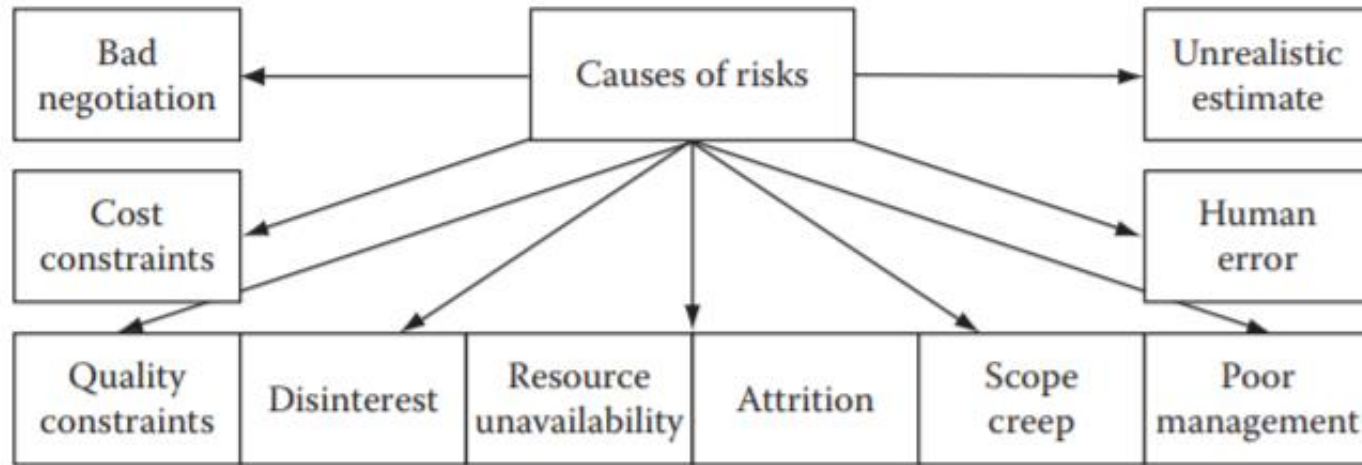 Bad
negotiation
Causes of risks
Unrealistic
estimate
Cost
constraints
Human
error
Quality
constraints
Disinterest
Resource
unavailability
Attrition
Scope
creep
Poor
management